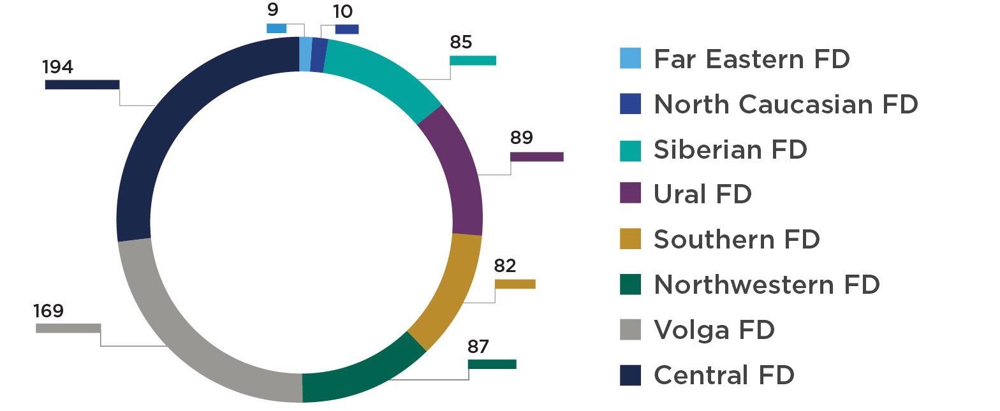 9
10
85
194
89
82
169
87
Far Eastern FD
North Caucasian FD
Siberian FD
Ural FD
Southern FD
Northwestern FD
Volga FD
Central FD